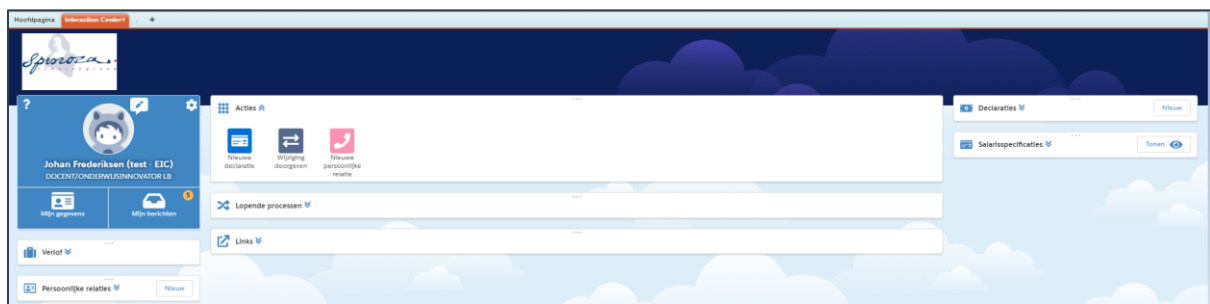 Hoofdpagina Interaction Center+ . +
Spinoza
? 
Johan Frederiksen (test - EIC)
DOCENT/ONDERWIJSINNOVATOR LB
Mijn gegevens
Mijn berichten 5
Verlof
Persoonlijke relaties Nieuw
Acties
Nieuwe
declaratie
Wijziging
doorgeven
Nieuwe
persoonlijke
relatie
Lopende processen
Links
Declaraties Nieuw
Salarisspecificaties Tonen